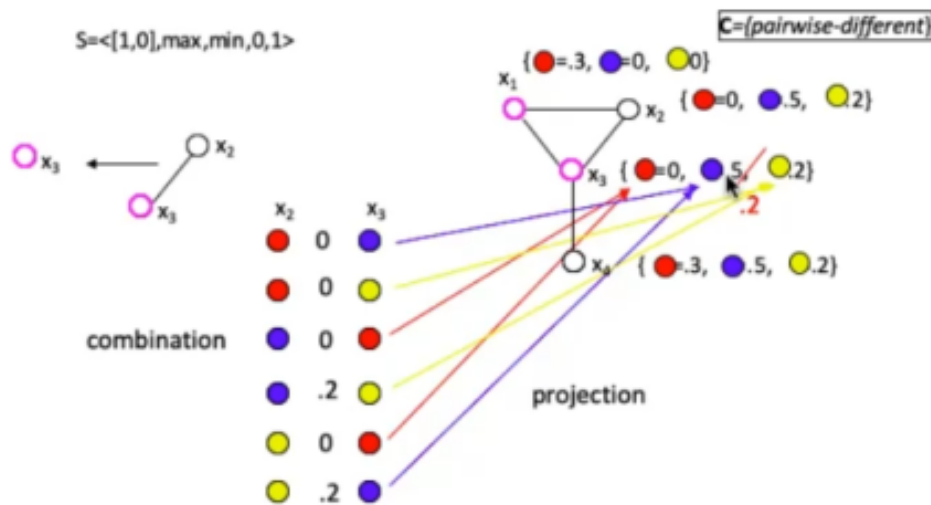 S=<[1,0],max,min,0,1>
C={pairwise-different}
{ =.3, =0, 0}
x₁
x₂ { =0, .5, .2}
x₃ x₂
x₃ { =0, .5, .2}
x₃
.2
x₂ x₃
0
x₄ { =.3, .5, .2}
0
combination 0
.2
projection
0
.2